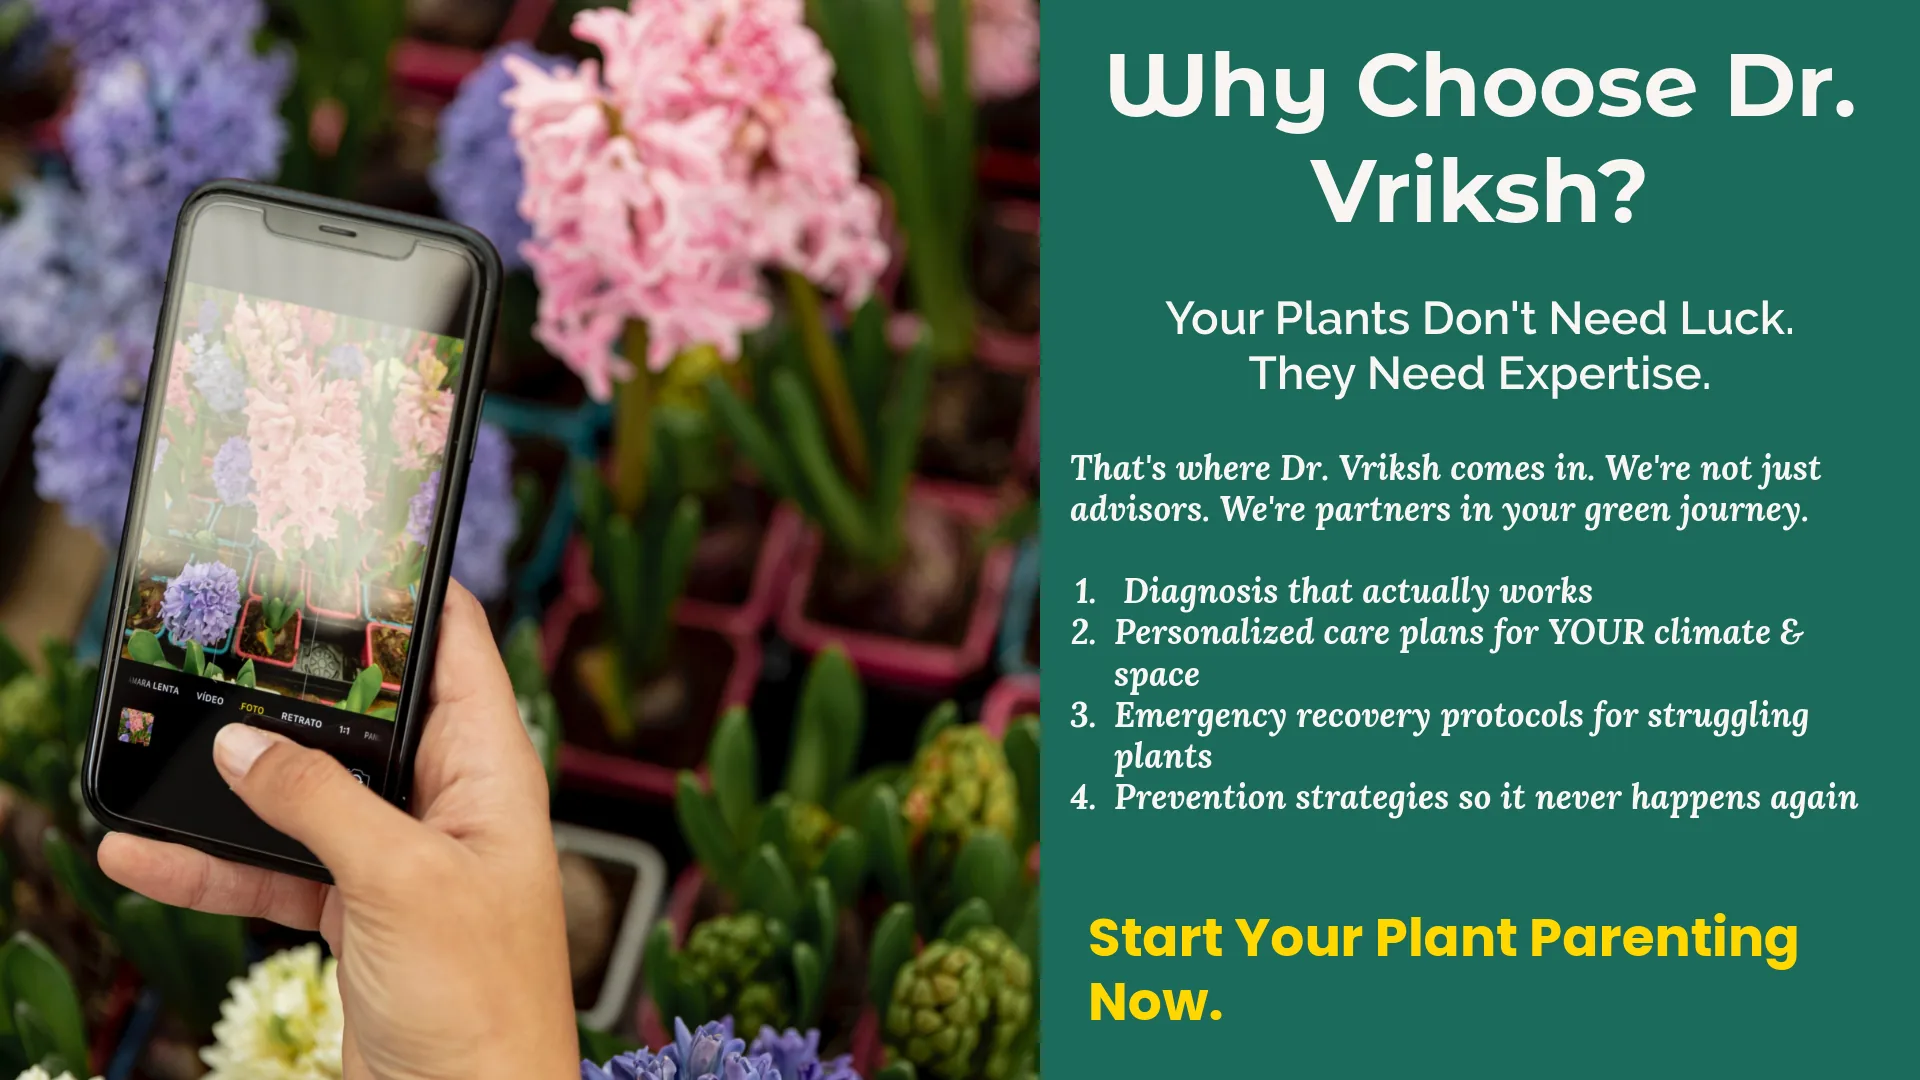 Why Choose Dr.
Vriksh?
Your Plants Don't Need Luck.
They Need Expertise.
That's where Dr. Vriksh comes in. We're not just
advisors. We're partners in your green journey.
1. Diagnosis that actually works
2. Personalized care plans for YOUR climate &
space
3. Emergency recovery protocols for struggling
plants
4. Prevention strategies so it never happens again
Start Your Plant Parenting
Now.
LENTA VÍDEO FOTO RETRATO 1:1